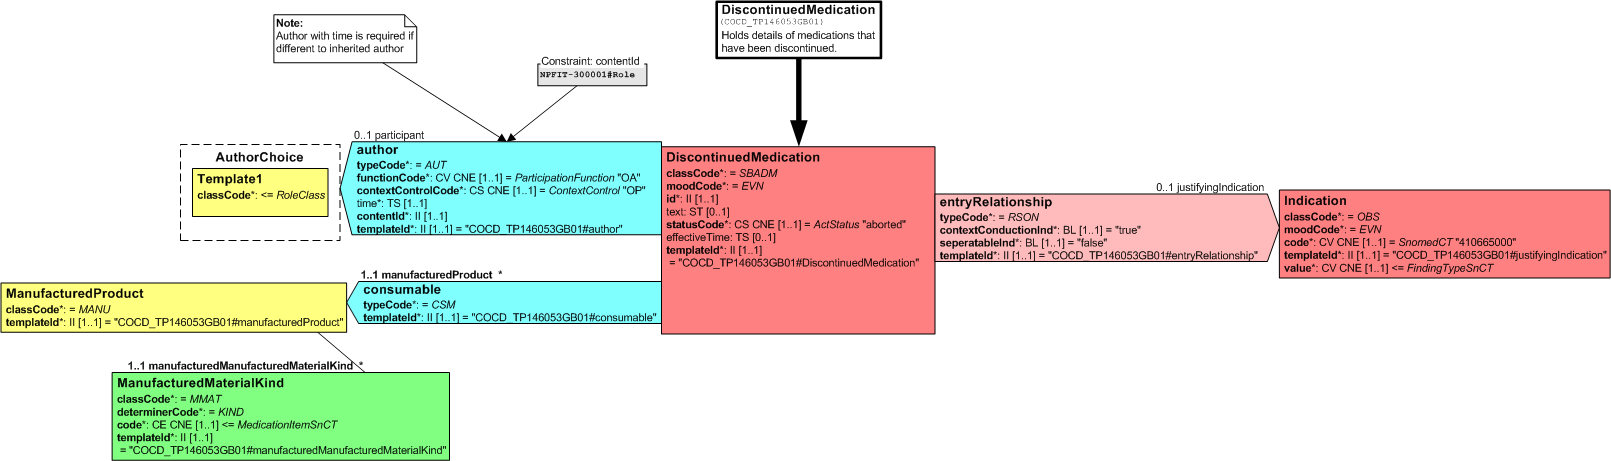 Note:
Author with time is required if
different to inherited author
Constraint: contentId
NPFIT-300001#Role
DiscontinuedMedication
(COCD_TP146053GB01)
Holds details of medications that
have been discontinued.
0..1 participant
AuthorChoice
Template1
classCode*: <= RoleClass
author
typeCode*: = AUT
functionCode*: CV CNE [1..1] = ParticipationFunction "OA"
contextControlCode*: CS CNE [1..1] = ContextControl "OP"
time*: TS [1..1]
contentId*: II [1..1]
templateId*: II [1..1] = "COCD_TP146053GB01#author"
DiscontinuedMedication
classCode*: = SBADM
moodCode*: = EVN
id*: II [1..1]
text: ST [0..1]
statusCode*: CS CNE [1..1] = ActStatus "aborted"
effectiveTime: TS [0..1]
templateId*: II [1..1]
= "COCD_TP146053GB01#DiscontinuedMedication"
0..1 justifyingIndication
entryRelationship
typeCode*: = RSON
contextConductionInd*: BL [1..1] = "true"
seperatableInd*: BL [1..1] = "false"
templateId*: II [1..1] = "COCD_TP146053GB01#entryRelationship"
Indication
classCode*: = OBS
moodCode*: = EVN
code*: CV CNE [1..1] = SnomedCT "410665000"
templateId*: II [1..1] = "COCD_TP146053GB01#justifyingIndication"
value*: CV CNE [1..1] <= FindingTypeSnCT
1..1 manufacturedProduct *
consumable
typeCode*: = CSM
templateId*: II [1..1] = "COCD_TP146053GB01#consumable"
ManufacturedProduct
classCode*: = MANU
templateId*: II [1..1] = "COCD_TP146053GB01#manufacturedProduct"
1..1 manufacturedManufacturedMaterialKind *
ManufacturedMaterialKind
classCode*: = MMAT
determinerCode*: = KIND
code*: CE CNE [1..1] <= MedicationItemSnCT
templateId*: II [1..1]
= "COCD_TP146053GB01#manufacturedManufacturedMaterialKind"